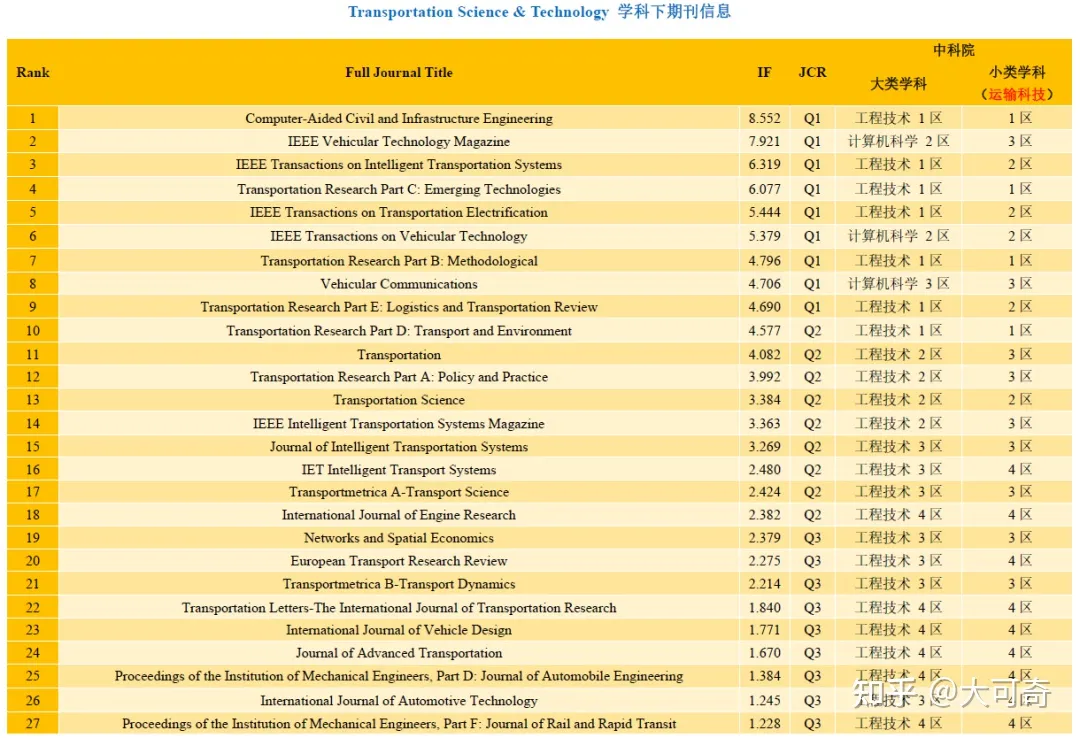 Transportation Science & Technology 学科下期刊信息
Rank Full Journal Title IF JCR 中科院
大类学科 小类学科
（运输科技）
1 Computer-Aided Civil and Infrastructure Engineering 8.552 Q1 工程技术 1 区 1 区
2 IEEE Vehicular Technology Magazine 7.921 Q1 计算机科学 2 区 3 区
3 IEEE Transactions on Intelligent Transportation Systems 6.319 Q1 工程技术 1 区 2 区
4 Transportation Research Part C: Emerging Technologies 6.077 Q1 工程技术 1 区 1 区
5 IEEE Transactions on Transportation Electrification 5.444 Q1 工程技术 1 区 2 区
6 IEEE Transactions on Vehicular Technology 5.379 Q1 计算机科学 2 区 2 区
7 Transportation Research Part B: Methodological 4.796 Q1 工程技术 1 区 1 区
8 Vehicular Communications 4.706 Q1 计算机科学 3 区 3 区
9 Transportation Research Part E: Logistics and Transportation Review 4.690 Q1 工程技术 1 区 2 区
10 Transportation Research Part D: Transport and Environment 4.577 Q2 工程技术 1 区 1 区
11 Transportation 4.082 Q2 工程技术 2 区 3 区
12 Transportation Research Part A: Policy and Practice 3.992 Q2 工程技术 2 区 3 区
13 Transportation Science 3.384 Q2 工程技术 2 区 2 区
14 IEEE Intelligent Transportation Systems Magazine 3.363 Q2 工程技术 2 区 3 区
15 Journal of Intelligent Transportation Systems 3.269 Q2 工程技术 3 区 3 区
16 IET Intelligent Transport Systems 2.480 Q2 工程技术 3 区 4 区
17 Transportmetrica A-Transport Science 2.424 Q2 工程技术 3 区 3 区
18 International Journal of Engine Research 2.382 Q2 工程技术 4 区 4 区
19 Networks and Spatial Economics 2.379 Q3 工程技术 3 区 3 区
20 European Transport Research Review 2.275 Q3 工程技术 3 区 4 区
21 Transportmetrica B-Transport Dynamics 2.214 Q3 工程技术 3 区 3 区
22 Transportation Letters-The International Journal of Transportation Research 1.840 Q3 工程技术 4 区 4 区
23 International Journal of Vehicle Design 1.771 Q3 工程技术 4 区 4 区
24 Journal of Advanced Transportation 1.670 Q3 工程技术 4 区 4 区
25 Proceedings of the Institution of Mechanical Engineers, Part D: Journal of Automobile Engineering 1.384 Q3 工程技术 4 区 4 区
26 International Journal of Automotive Technology 1.245 Q3 工程技术 3 区 4 区
27 Proceedings of the Institution of Mechanical Engineers, Part F: Journal of Rail and Rapid Transit 1.228 Q3 工程技术 4 区 4 区
知乎 @大可奇